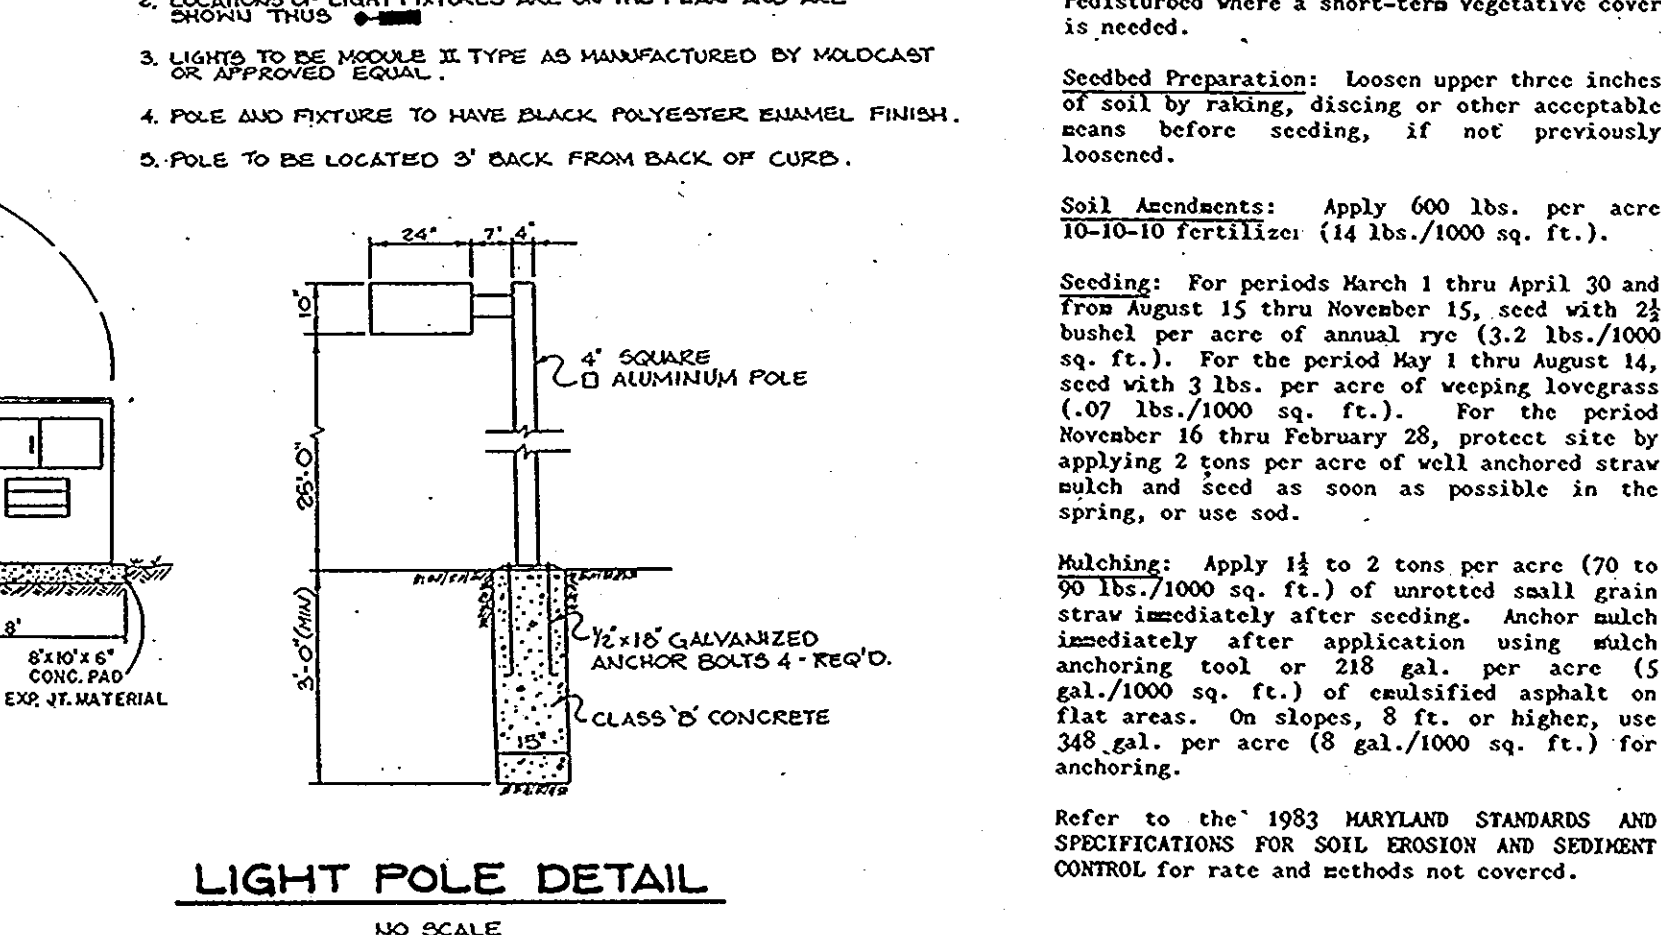 2. LOCATIONS OF LIGHT FIXTURES ARE ON THE PLAN AND ARE
SHOWN THUS
3. LIGHTS TO BE MODULE II TYPE AS MANUFACTURED BY MOLDCAST
OR APPROVED EQUAL.
4. POLE AND FIXTURE TO HAVE BLACK POLYESTER ENAMEL FINISH.
5. POLE TO BE LOCATED 3' BACK FROM BACK OF CURB.
24" 7" 4"
10"
4" SQUARE
ALUMINUM POLE
3'-0" (MIN)
1/2"x18" GALVANIZED
ANCHOR BOLTS 4 - REQ'D.
CLASS 'B' CONCRETE
15"
8'
8'x10'x6"
CONC. PAD
EXP. JT. MATERIAL
LIGHT POLE DETAIL
NO SCALE
redisturbed where a short-term vegetative cover
is needed.
Seedbed Preparation: Loosen upper three inches
of soil by raking, discing or other acceptable
means before seeding, if not previously
loosened.
Soil Amendments: Apply 600 lbs. per acre
10-10-10 fertilizer (14 lbs./1000 sq. ft.).
Seeding: For periods March 1 thru April 30 and
from August 15 thru November 15, seed with 2½
bushel per acre of annual rye (3.2 lbs./1000
sq. ft.). For the period May 1 thru August 14,
seed with 3 lbs. per acre of weeping lovegrass
(.07 lbs./1000 sq. ft.). For the period
November 16 thru February 28, protect site by
applying 2 tons per acre of well anchored straw
mulch and seed as soon as possible in the
spring, or use sod.
Mulching: Apply 1½ to 2 tons per acre (70 to
90 lbs./1000 sq. ft.) of unrotted small grain
straw immediately after seeding. Anchor mulch
immediately after application using mulch
anchoring tool or 218 gal. per acre (5
gal./1000 sq. ft.) of emulsified asphalt on
flat areas. On slopes, 8 ft. or higher, use
348 gal. per acre (8 gal./1000 sq. ft.) for
anchoring.
Refer to the 1983 MARYLAND STANDARDS AND
SPECIFICATIONS FOR SOIL EROSION AND SEDIMENT
CONTROL for rate and methods not covered.